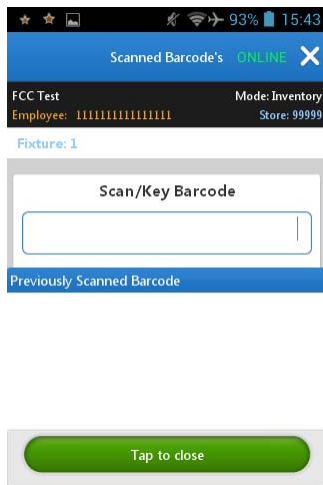 93% 15:43
Scanned Barcode's ONLINE
FCC Test Mode: Inventory
Employee: 1111111111111111 Store: 99999
Fixture: 1
Scan/Key Barcode
Previously Scanned Barcode
Tap to close